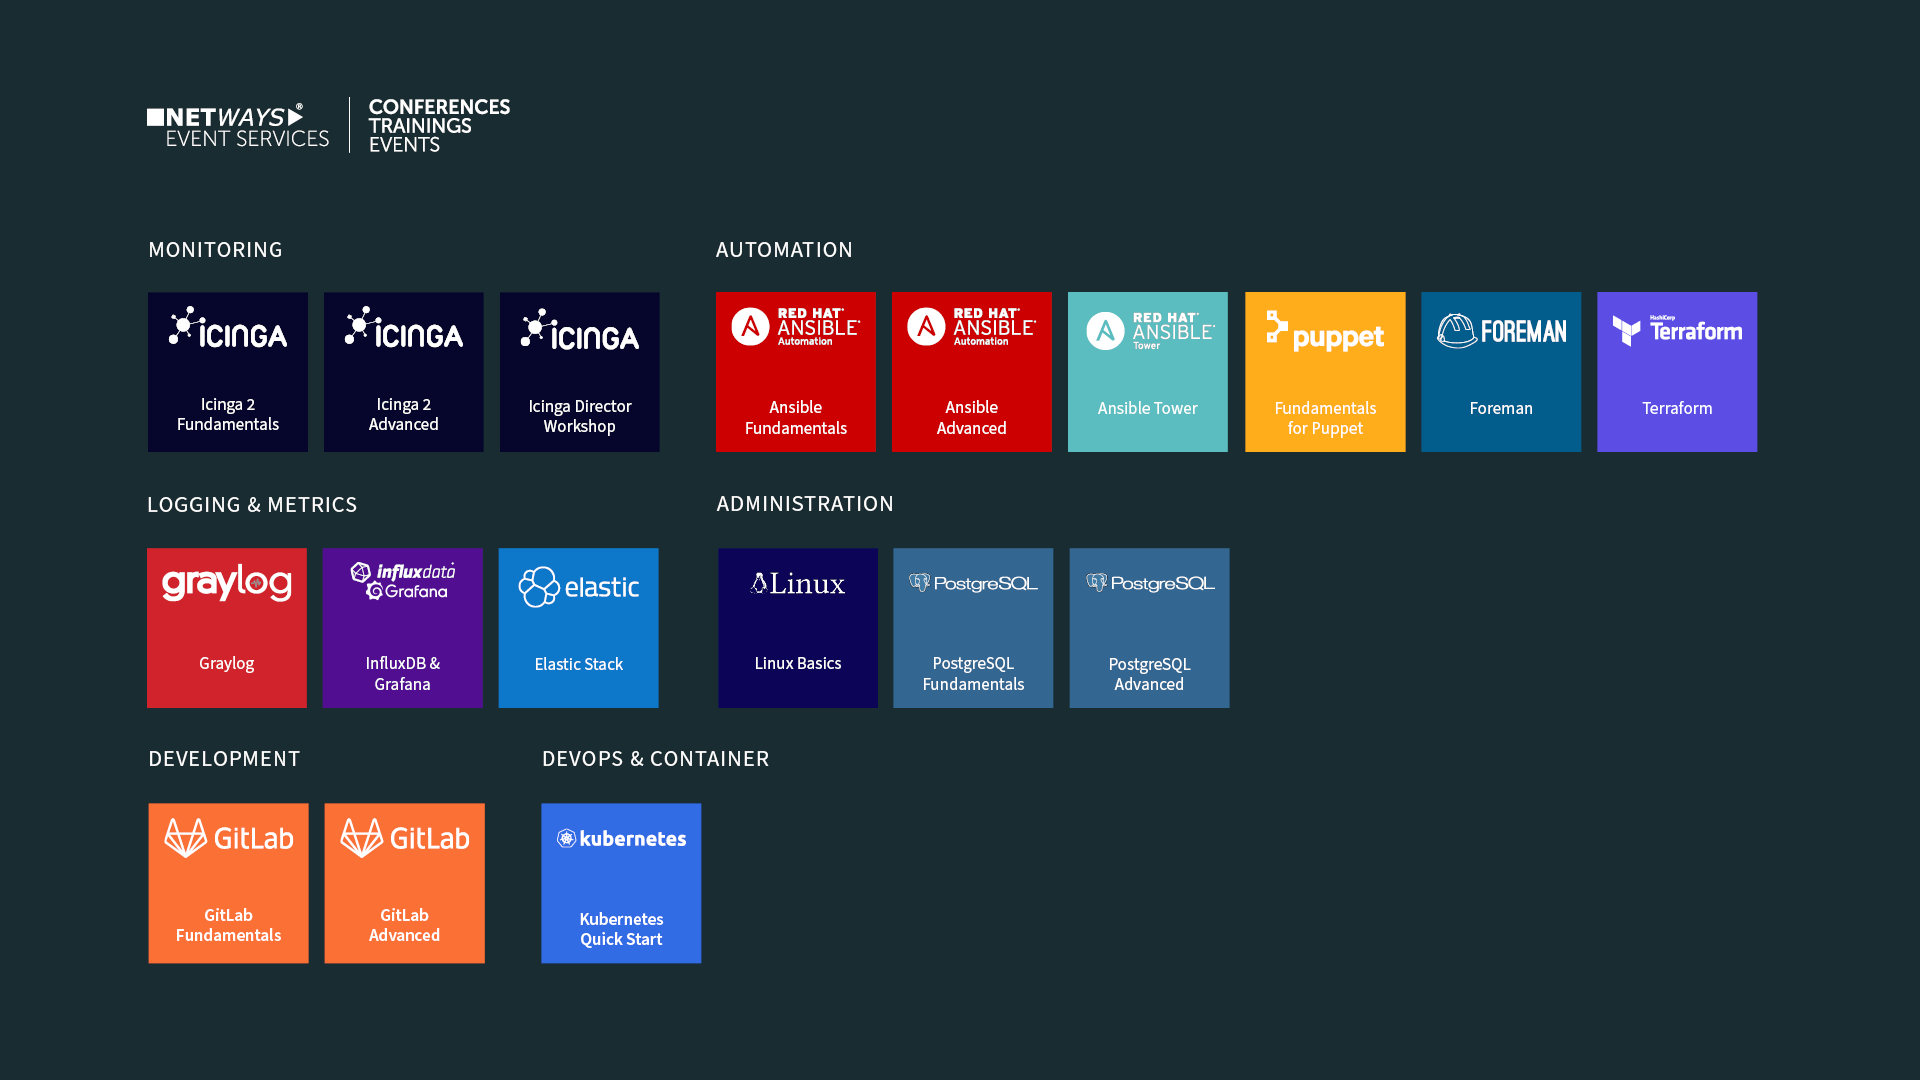 NETWAYS®
EVENT SERVICES
CONFERENCES
TRAININGS
EVENTS
MONITORING
ICINGA
Icinga 2
Fundamentals
ICINGA
Icinga 2
Advanced
ICINGA
Icinga Director
Workshop
AUTOMATION
RED HAT®
ANSIBLE®
Automation
Ansible
Fundamentals
RED HAT®
ANSIBLE®
Automation
Ansible
Advanced
RED HAT®
ANSIBLE®
Tower
Ansible Tower
puppet
Fundamentals
for Puppet
FOREMAN
Foreman
HashiCorp
Terraform
Terraform
LOGGING & METRICS
graylog
Graylog
influxdata
Grafana
InfluxDB &
Grafana
elastic
Elastic Stack
ADMINISTRATION
Linux
Linux Basics
PostgreSQL
PostgreSQL
Fundamentals
PostgreSQL
PostgreSQL
Advanced
DEVELOPMENT
GitLab
GitLab
Fundamentals
GitLab
GitLab
Advanced
DEVOPS & CONTAINER
kubernetes
Kubernetes
Quick Start